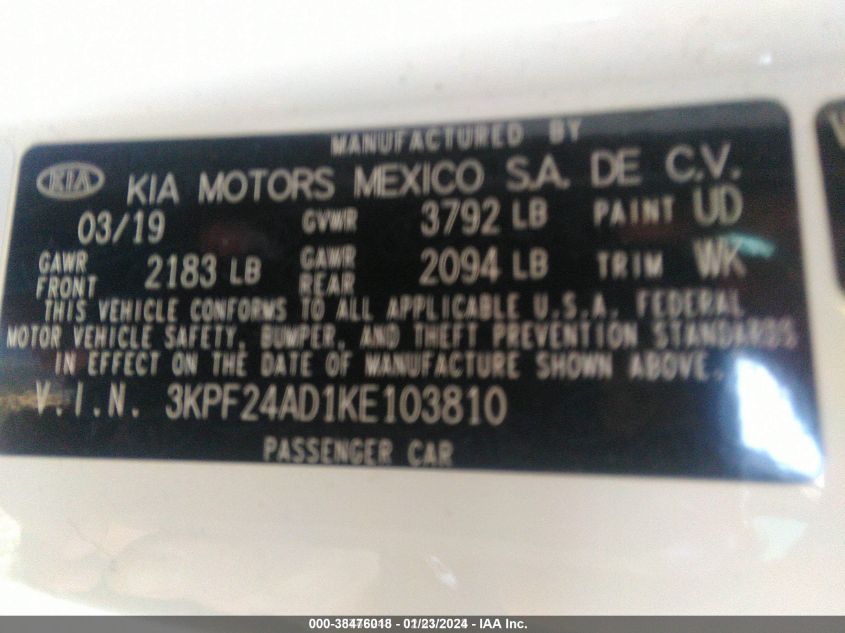 MANUFACTURED BY
KIA KIA MOTORS MEXICO S.A. DE C.V.
03/19 GVWR 3792 LB PAINT UD
GAWR FRONT 2183 LB GAWR REAR 2094 LB TRIM WK
THIS VEHICLE CONFORMS TO ALL APPLICABLE U.S.A. FEDERAL
MOTOR VEHICLE SAFETY, BUMPER, AND THEFT PREVENTION STANDARDS
IN EFFECT ON THE DATE OF MANUFACTURE SHOWN ABOVE.
V.I.N. 3KPF24AD1KE103810
PASSENGER CAR
000-38476018 - 01/23/2024 - IAA Inc.